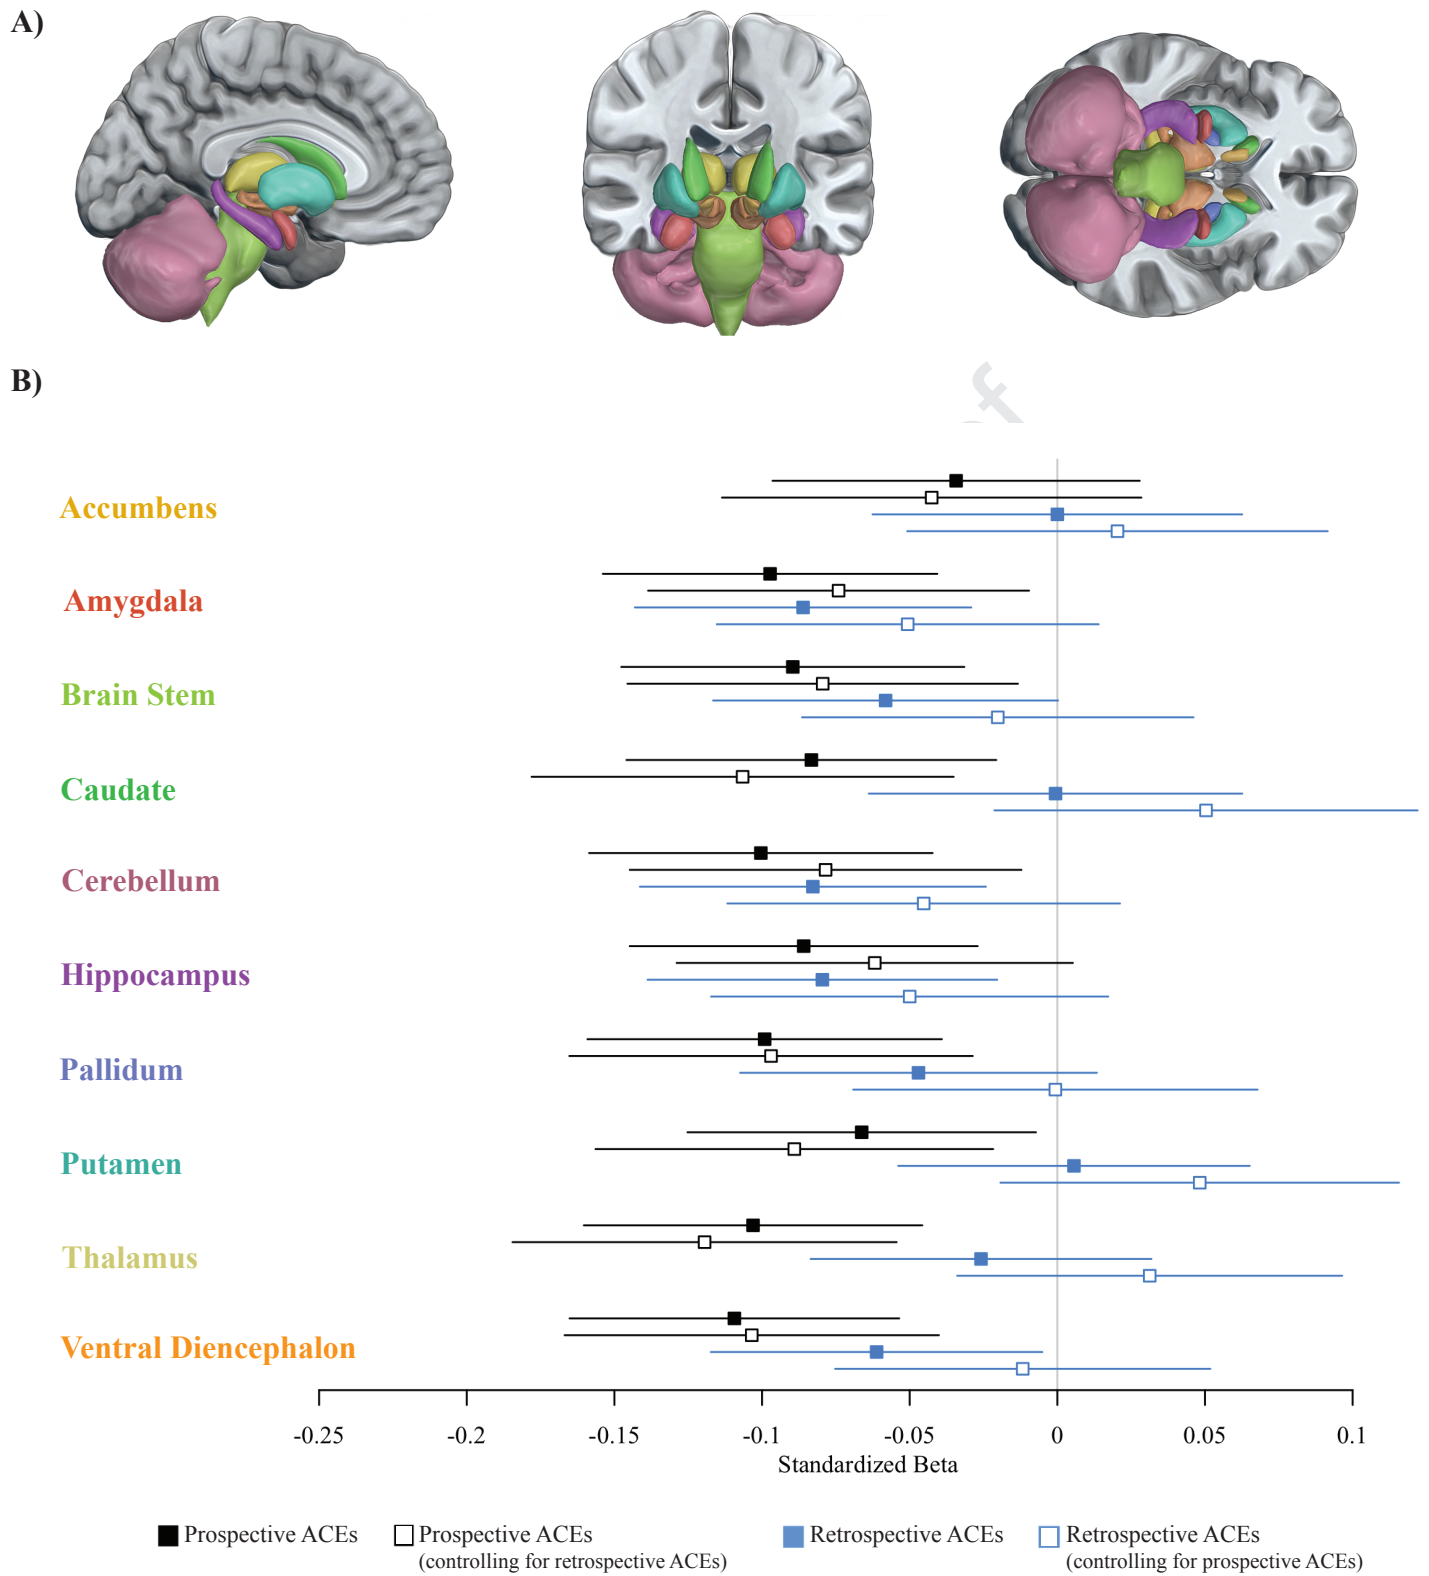 A)
B)
of
Accumbens
Amygdala
Brain Stem
Caudate
Cerebellum
Hippocampus
Pallidum
Putamen
Thalamus
Ventral Diencephalon
-0.25 -0.2 -0.15 -0.1 -0.05 0 0.05 0.1
Standardized Beta
Prospective ACEs Prospective ACEs Retrospective ACEs Retrospective ACEs
(controlling for retrospective ACEs) (controlling for prospective ACEs)